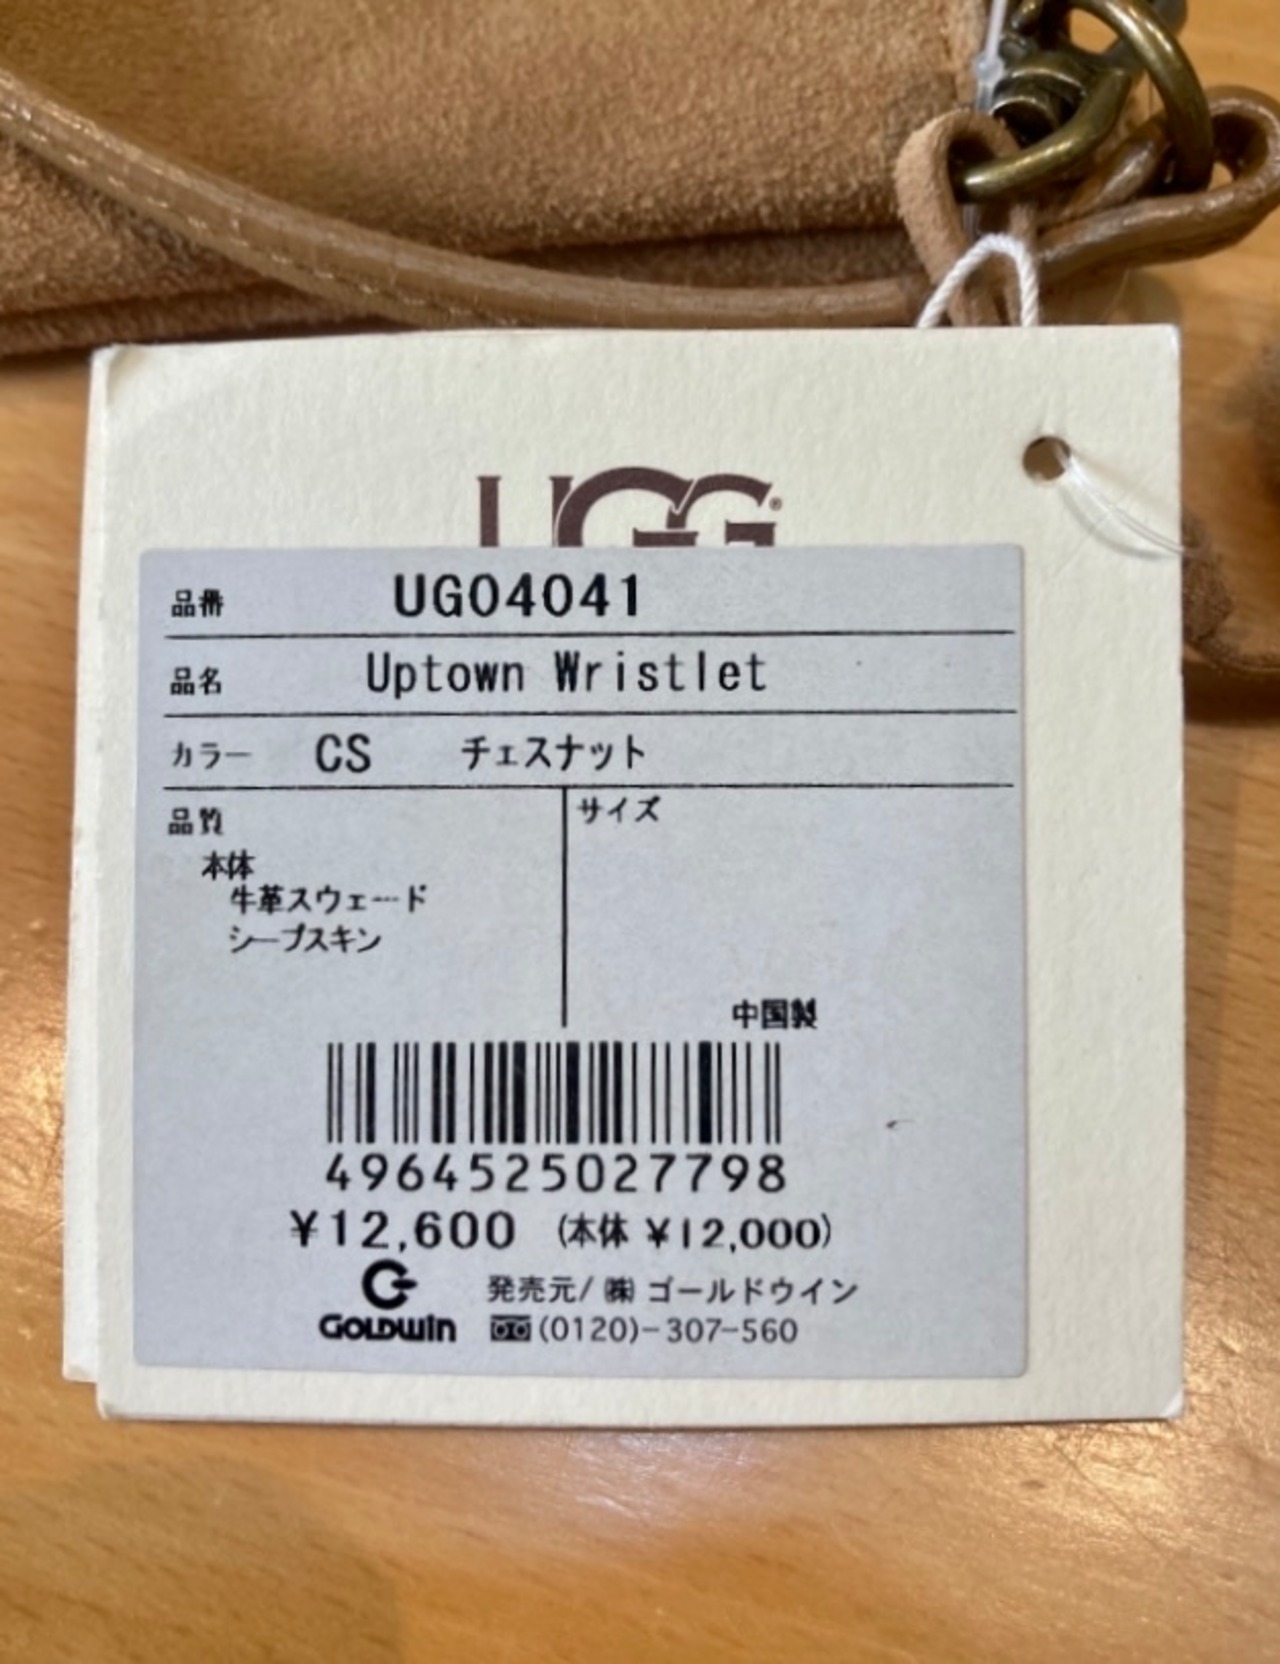 UGG®
品番 UG04041
品名 Uptown Wristlet
カラー CS チェスナット
品質 サイズ
本体
牛革スウェード
シープスキン
中国製
4964525027798
¥12,600 (本体 ¥12,000)
発売元/ ㈱ ゴールドウイン
GOLDWIN (0120)-307-560